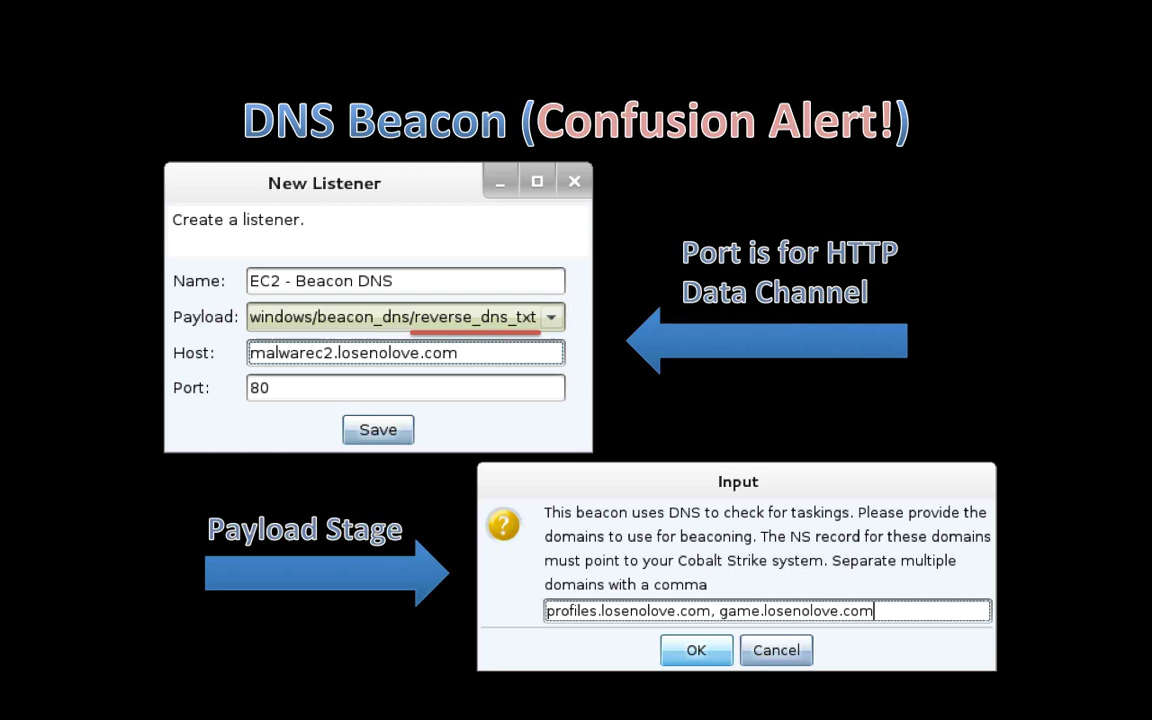 DNS Beacon (Confusion Alert!)
New Listener
Create a listener.
Name: EC2 - Beacon DNS
Payload: windows/beacon_dns/reverse_dns_txt
Host: malwarec2.losenolove.com
Port: 80
Save
Port is for HTTP
Data Channel
Payload Stage
Input
This beacon uses DNS to check for taskings. Please provide the
domains to use for beaconing. The NS record for these domains
must point to your Cobalt Strike system. Separate multiple
domains with a comma
profiles.losenolove.com, game.losenolove.com
OK Cancel